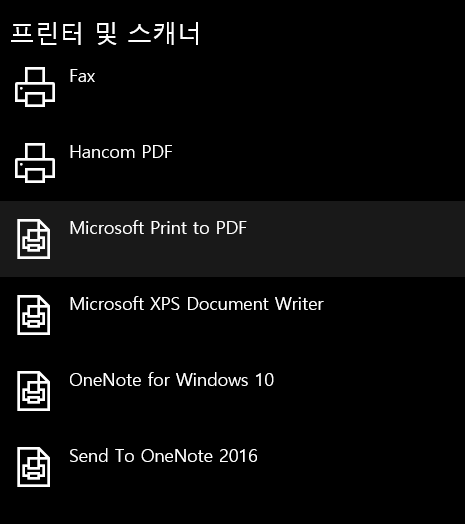 프린터 및 스캐너
Fax
Hancom PDF
Microsoft Print to PDF
Microsoft XPS Document Writer
OneNote for Windows 10
Send To OneNote 2016